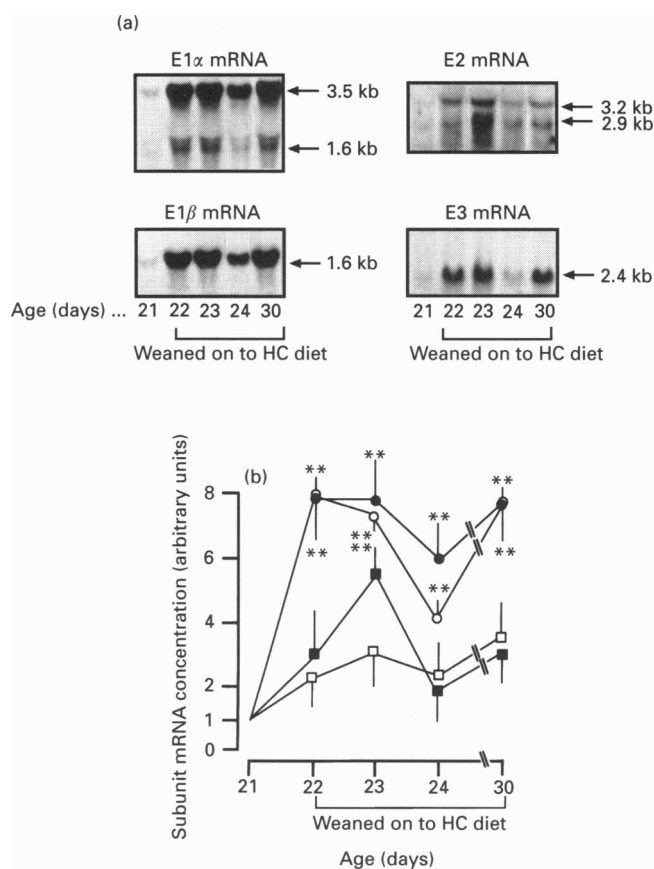 (a)
E1α mRNA
3.5 kb
1.6 kb
E2 mRNA
3.2 kb
2.9 kb
E1β mRNA
1.6 kb
E3 mRNA
2.4 kb
Age (days) ... 21 22 23 24 30 21 22 23 24 30
Weaned on to HC diet Weaned on to HC diet
(b)
Subunit mRNA concentration (arbitrary units)
8
6
4
2
1
0
** ** ** **
** ** ** **
**
21 22 23 24 30
Weaned on to HC diet
Age (days)